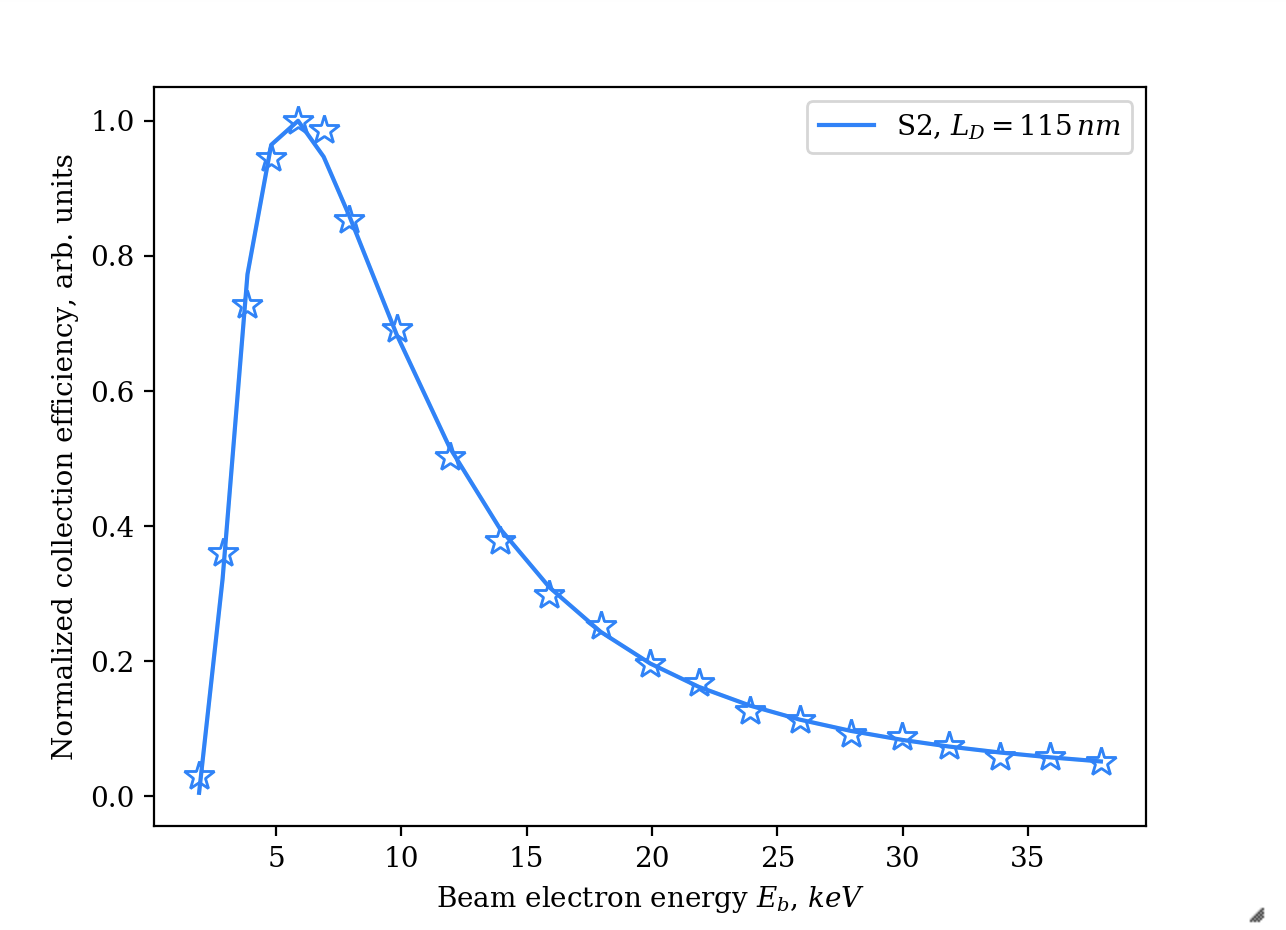 S2, L_D = 115 nm
1.0
0.8
0.6
0.4
0.2
0.0
Normalized collection efficiency, arb. units
5 10 15 20 25 30 35
Beam electron energy E_b, keV